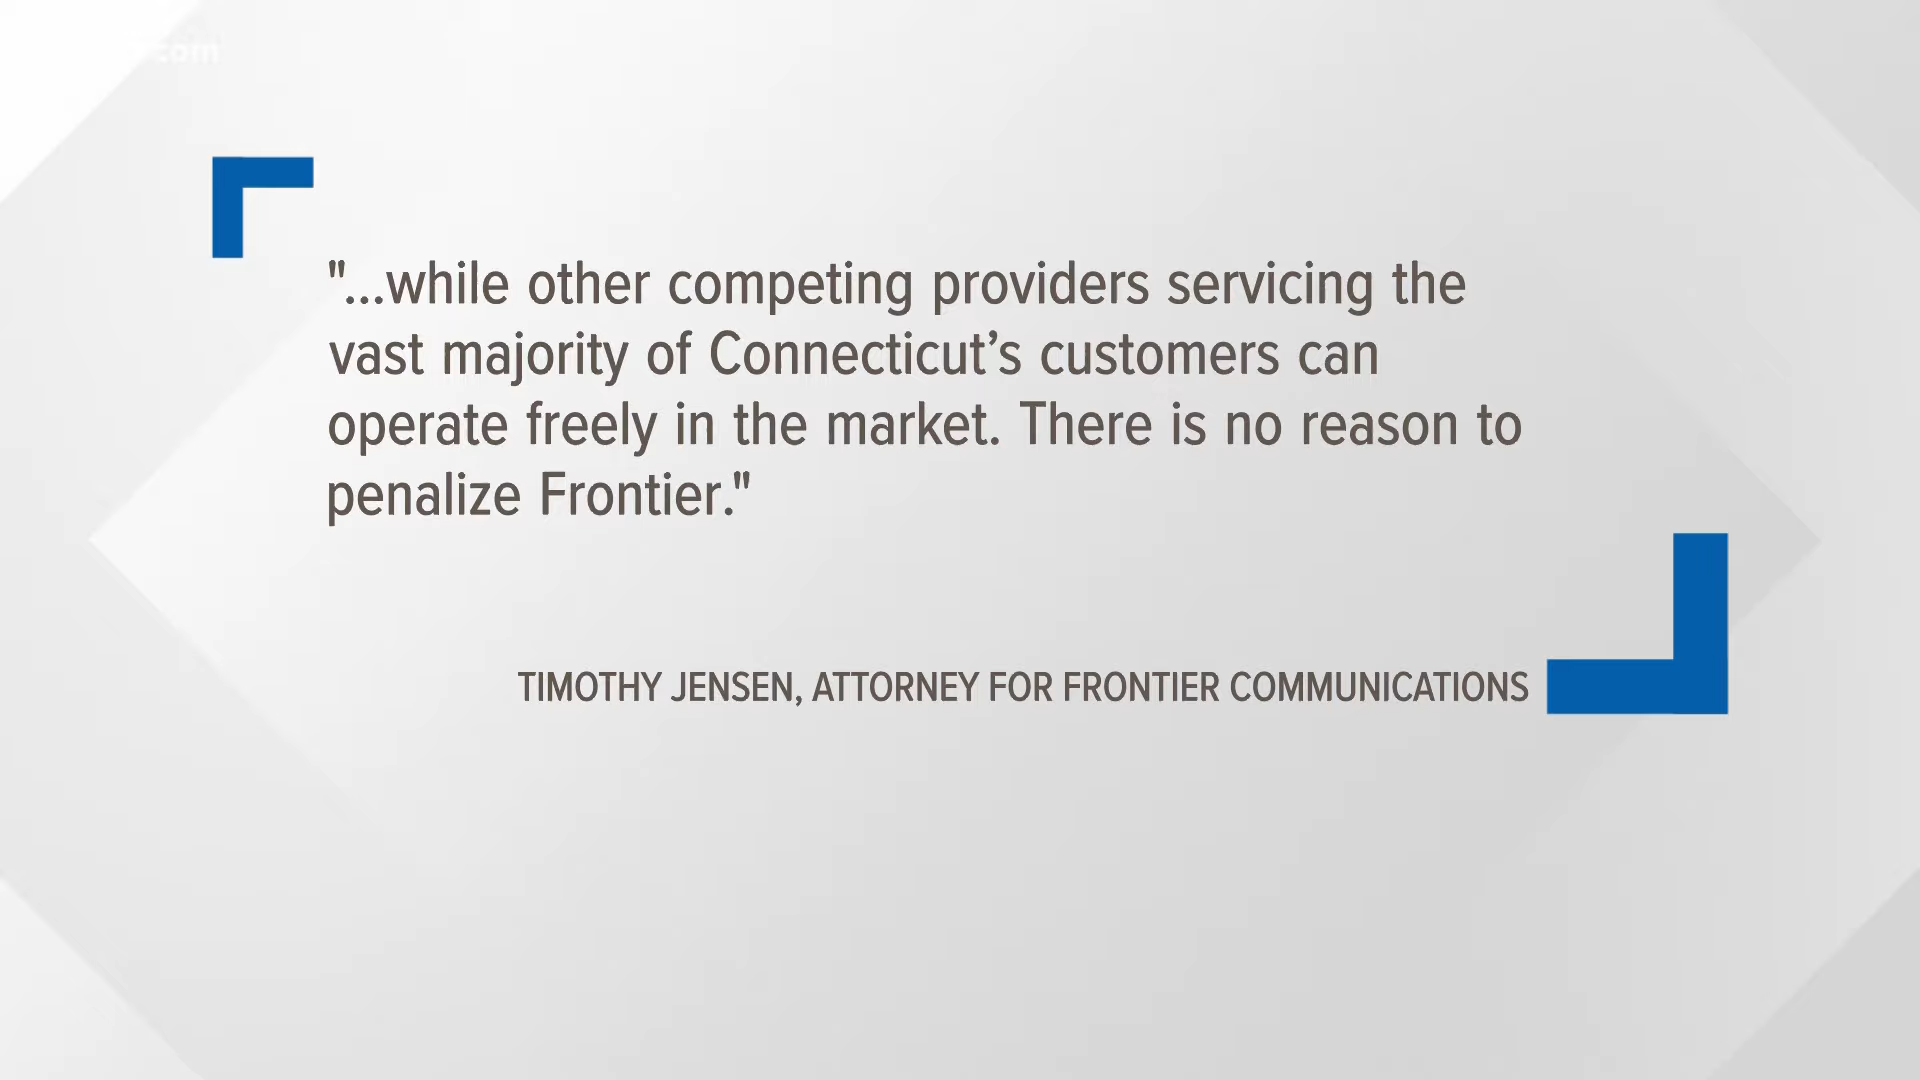 .com
"...while other competing providers servicing the
vast majority of Connecticut’s customers can
operate freely in the market. There is no reason to
penalize Frontier."
TIMOTHY JENSEN, ATTORNEY FOR FRONTIER COMMUNICATIONS